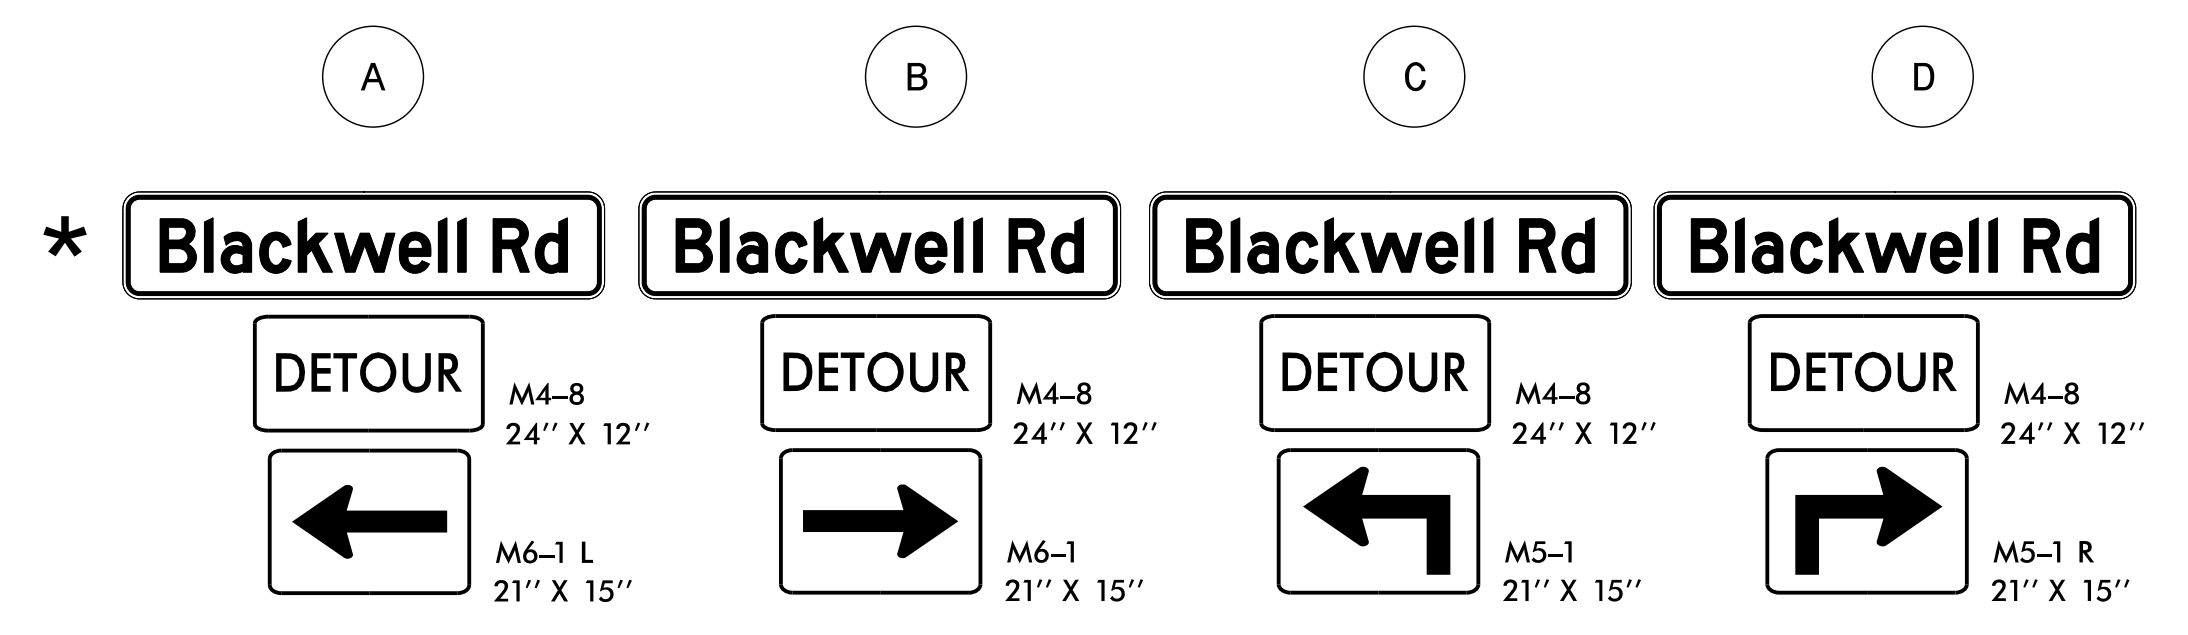 A B C D
* Blackwell Rd Blackwell Rd Blackwell Rd Blackwell Rd
DETOUR DETOUR DETOUR DETOUR
M4–8 M4–8 M4–8 M4–8
24’’ X 12’’ 24’’ X 12’’ 24’’ X 12’’ 24’’ X 12’’
M6–1 L M6–1 M5–1 M5–1 R
21’’ X 15’’ 21’’ X 15’’ 21’’ X 15’’ 21’’ X 15’’